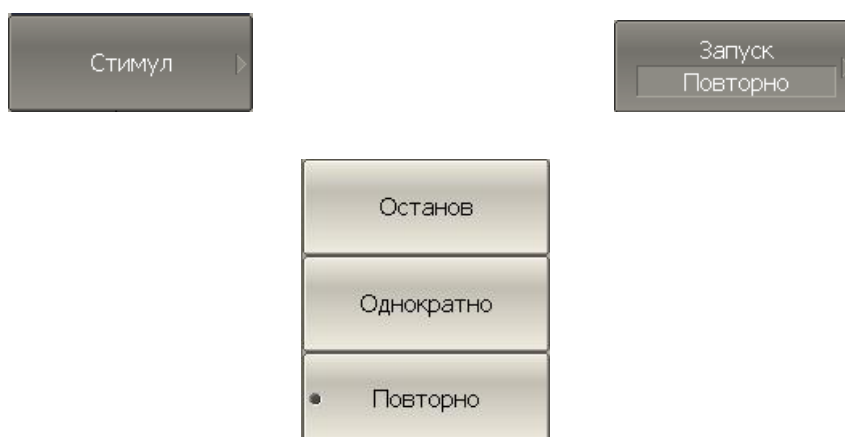 Стимул
Запуск
Повторно
Останов
Однократно
Повторно